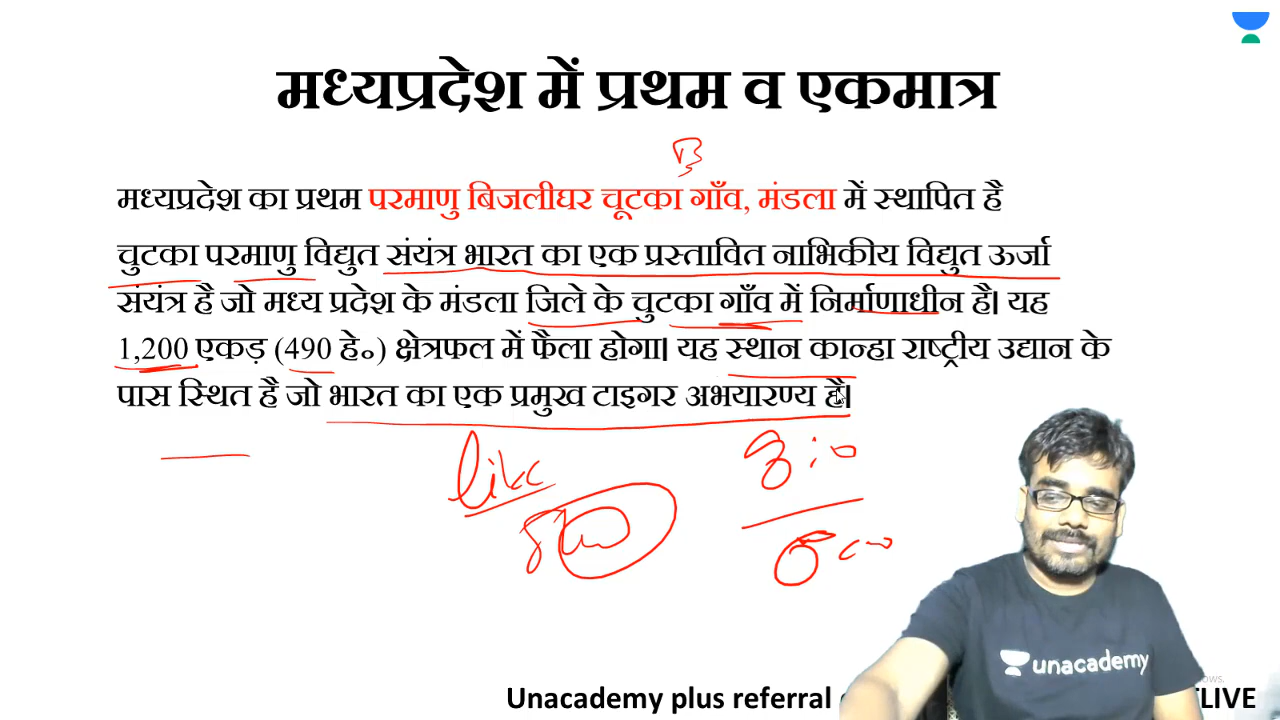 मध्यप्रदेश में प्रथम व एकमात्र
मध्यप्रदेश का प्रथम परमाणु बिजलीघर चूटका गाँव, मंडला में स्थापित है
चुटका परमाणु विद्युत संयंत्र भारत का एक प्रस्तावित नाभिकीय विद्युत ऊर्जा
संयंत्र है जो मध्य प्रदेश के मंडला जिले के चुटका गाँव में निर्माणाधीन है। यह
1,200 एकड़ (490 हे॰) क्षेत्रफल में फैला होगा। यह स्थान कान्हा राष्ट्रीय उद्यान के
पास स्थित है जो भारत का एक प्रमुख टाइगर अभयारण्य है।
like
unacademy
Unacademy plus referral
LIVE